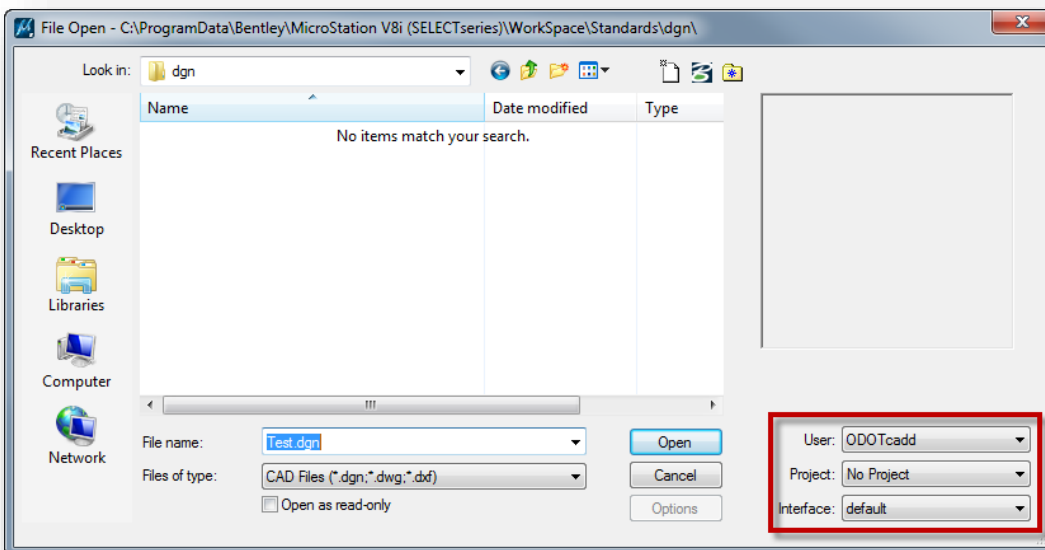 File Open - C:\ProgramData\Bentley\MicroStation V8i (SELECTseries)\WorkSpace\Standards\dgn\
Look in: dgn
Name Date modified Type
No items match your search.
Recent Places
Desktop
Libraries
Computer
Network
File name: Test.dgn Open
Files of type: CAD Files (*.dgn;*.dwg;*.dxf) Cancel
Open as read-only Options
User: ODOTcadd
Project: No Project
Interface: default